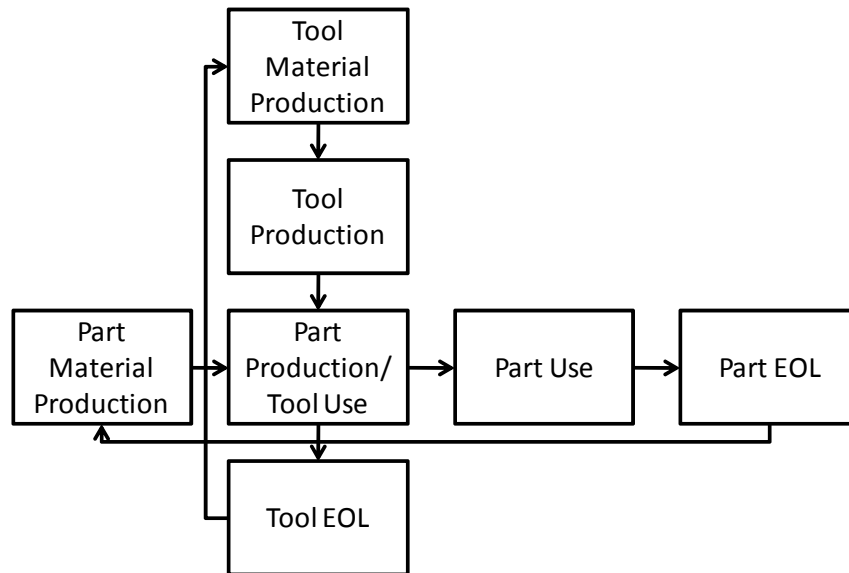 Tool
Material
Production
Tool
Production
Part
Material
Production
Part
Production/
Tool Use
Part Use
Part EOL
Tool EOL